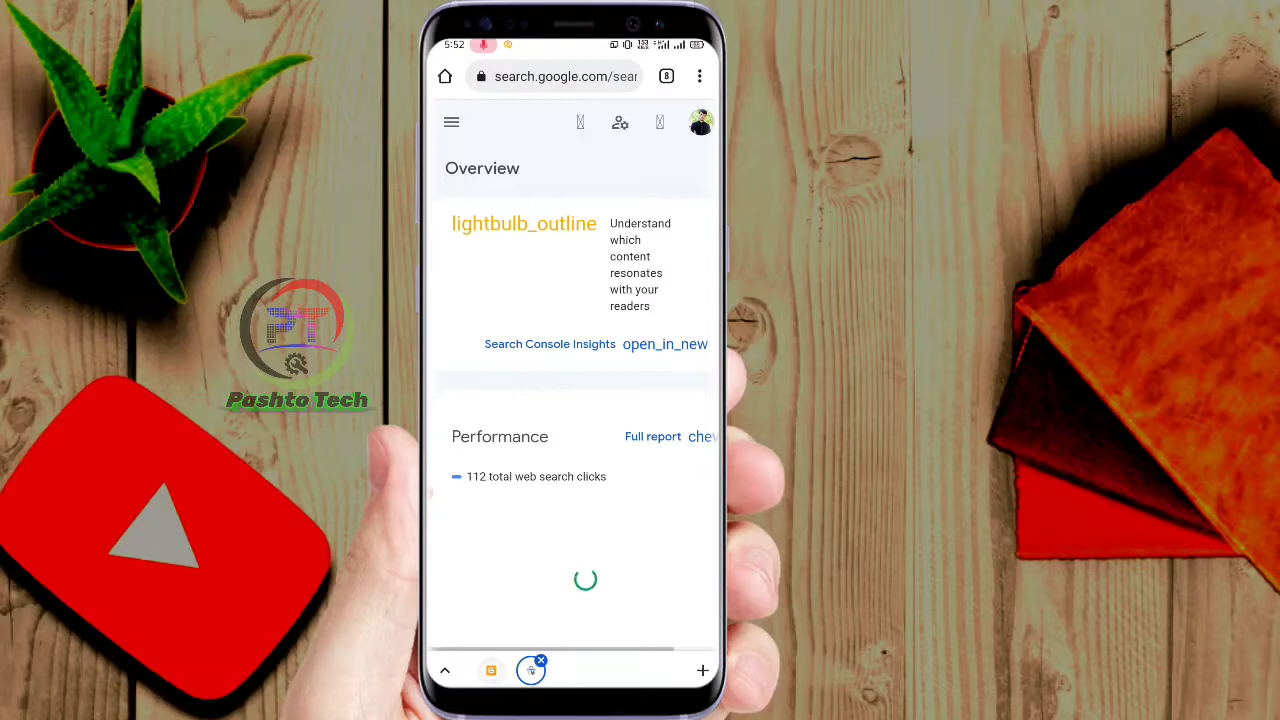 5:52
search.google.com/sear
8
Overview
lightbulb_outline
Understand
which
content
resonates
with your
readers
Search Console Insights open_in_new
Performance
Full report chev
112 total web search clicks
PT
Pashto Tech